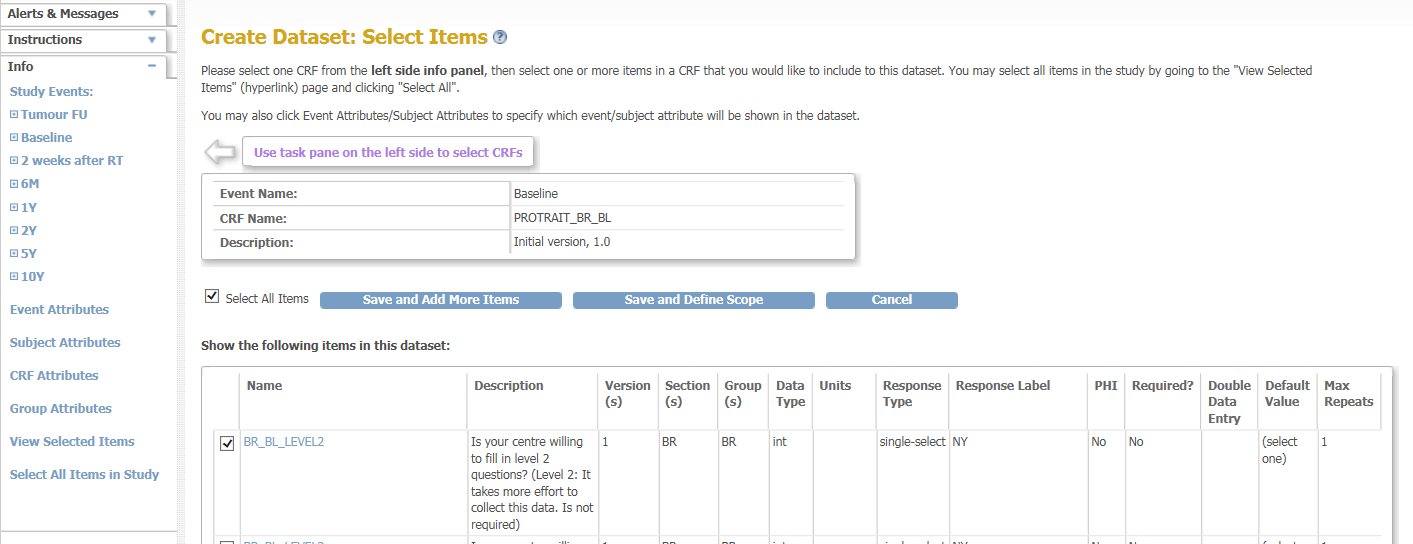 Alerts & Messages
Instructions
Info
Study Events:
Tumour FU
Baseline
2 weeks after RT
6M
1Y
2Y
5Y
10Y
Event Attributes
Subject Attributes
CRF Attributes
Group Attributes
View Selected Items
Select All Items in Study
Create Dataset: Select Items ?
Please select one CRF from the left side info panel, then select one or more items in a CRF that you would like to include to this dataset. You may select all items in the study by going to the "View Selected
Items" (hyperlink) page and clicking "Select All".
You may also click Event Attributes/Subject Attributes to specify which event/subject attribute will be shown in the dataset.
Use task pane on the left side to select CRFs
Event Name: Baseline
CRF Name: PROTRAIT_BR_BL
Description: Initial version, 1.0
Select All Items Save and Add More Items Save and Define Scope Cancel
Show the following items in this dataset:
Name Description Version Section Group Data Units Response Response Label PHI Required? Double Default Max
(s) (s) (s) Type Type Data Value Repeats
Entry
BR_BL_LEVEL2 Is your centre willing 1 BR BR int single-select NY No No (select 1
to fill in level 2 one)
questions? (Level 2: It
takes more effort to
collect this data. Is not
required)